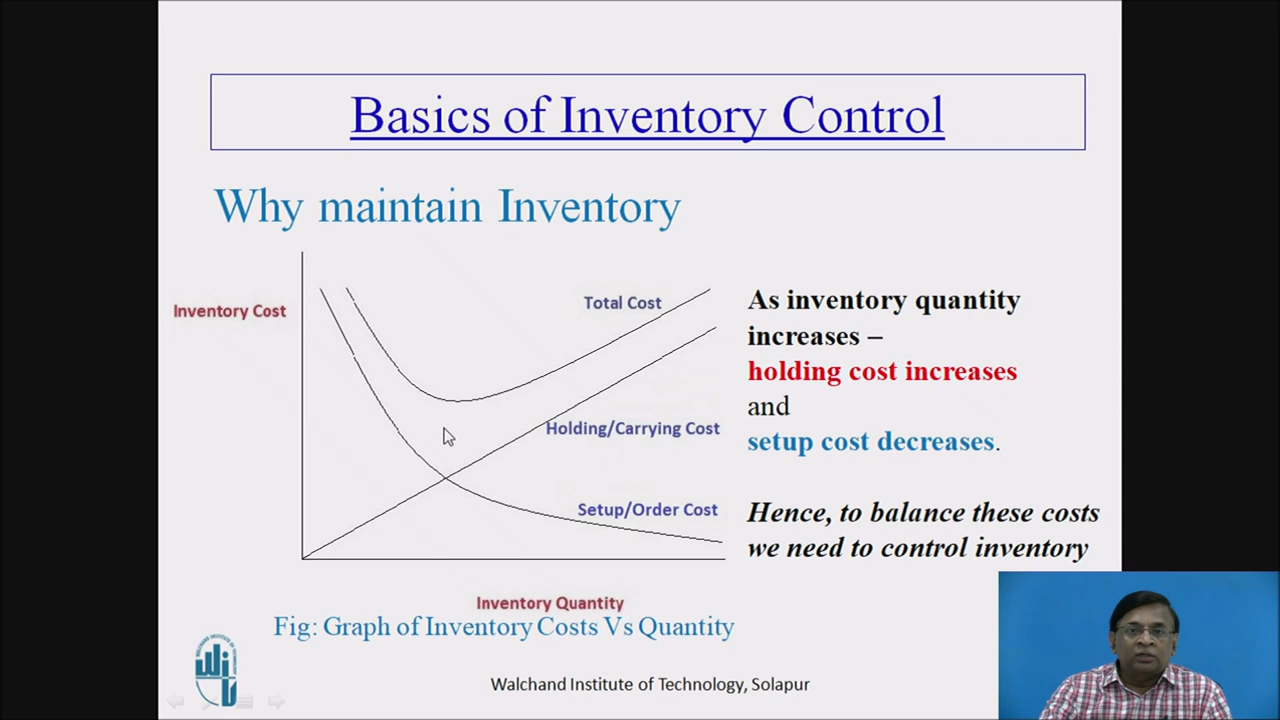 Basics of Inventory Control
Why maintain Inventory
Inventory Cost
Total Cost
Holding/Carrying Cost
Setup/Order Cost
Inventory Quantity
Fig: Graph of Inventory Costs Vs Quantity
As inventory quantity
increases –
holding cost increases
and
setup cost decreases.
Hence, to balance these costs
we need to control inventory
Walchand Institute of Technology, Solapur